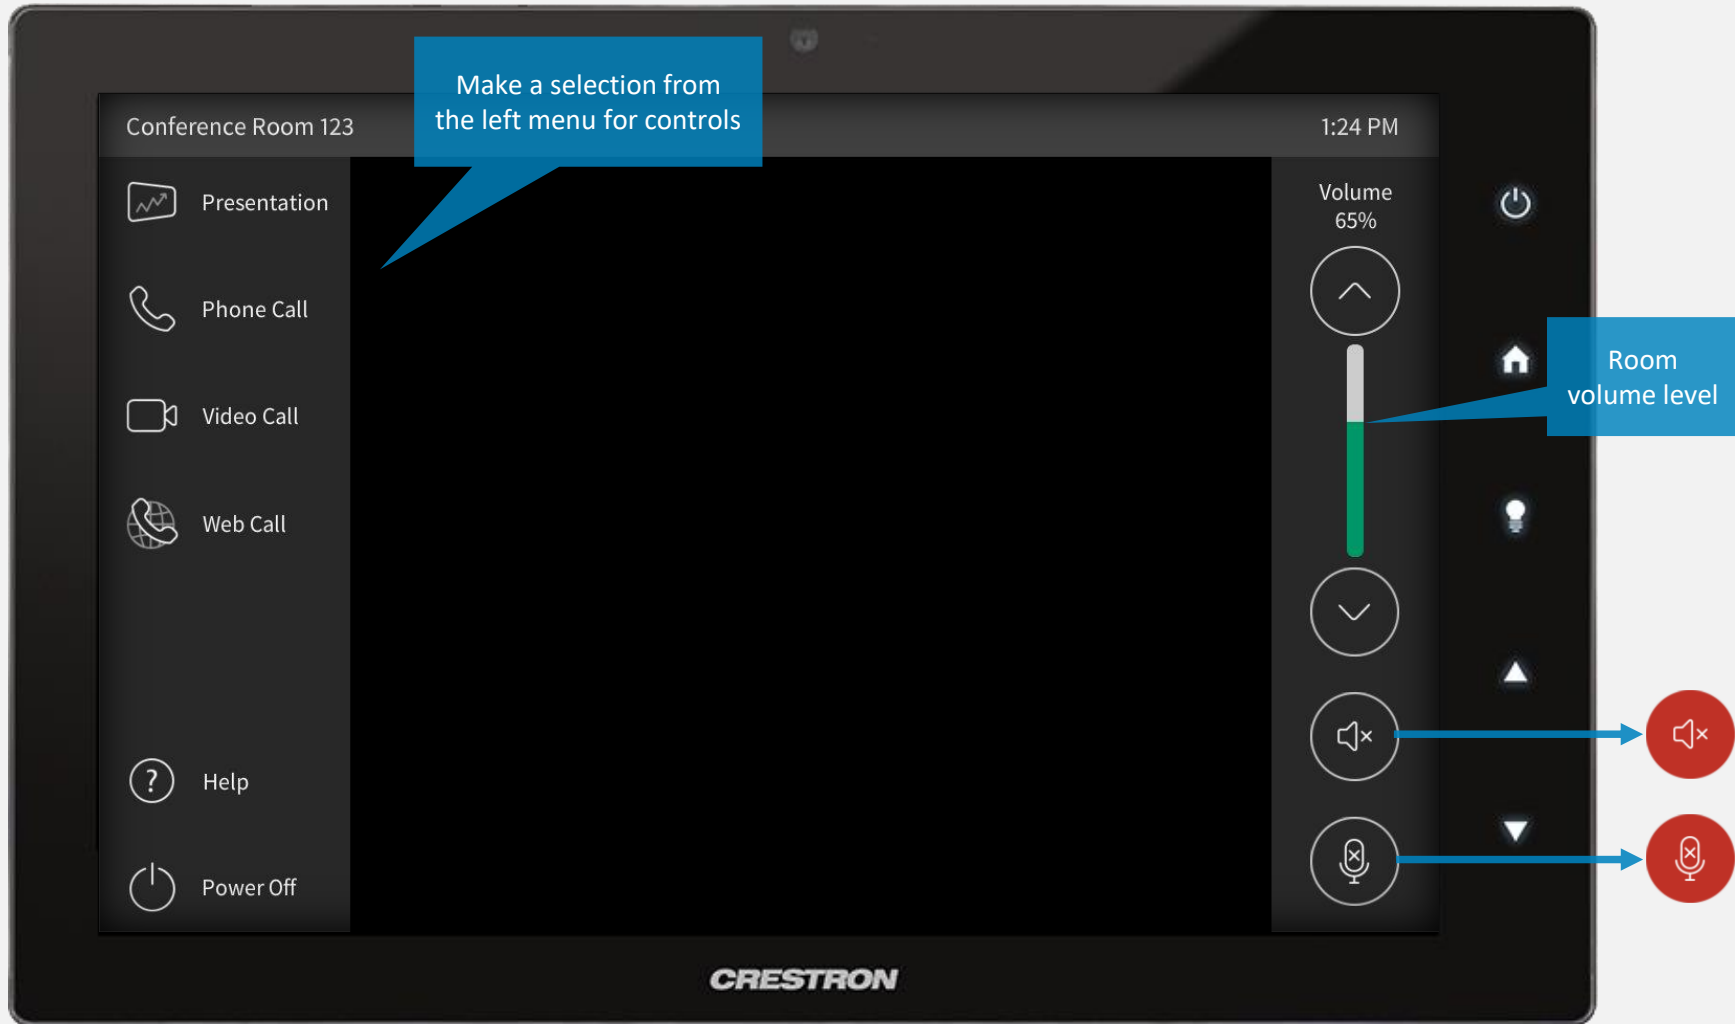 Make a selection from
the left menu for controls
Conference Room 123
1:24 PM
Presentation
Phone Call
Video Call
Web Call
Help
Power Off
Volume
65%
Room
volume level
CRESTRON